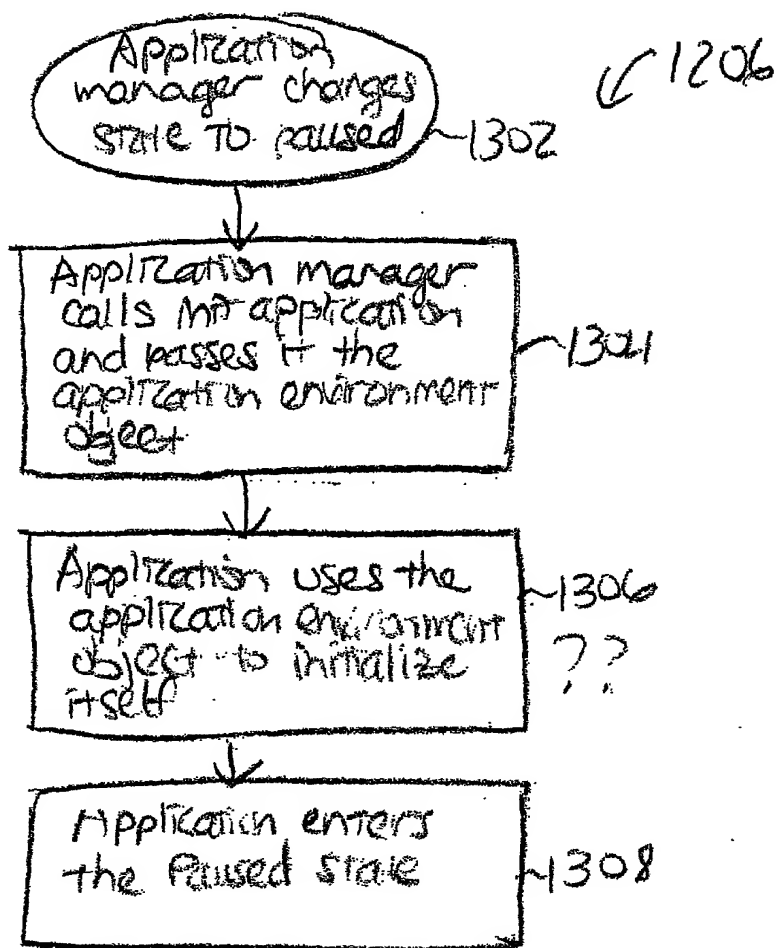 Application
manager changes
state to paused
1206
1302
Application manager
calls application
and passes it the
application environment
object
1304
Application uses the
application environment
object to initialize
itself
1306
??
Application enters
the Paused state
1308